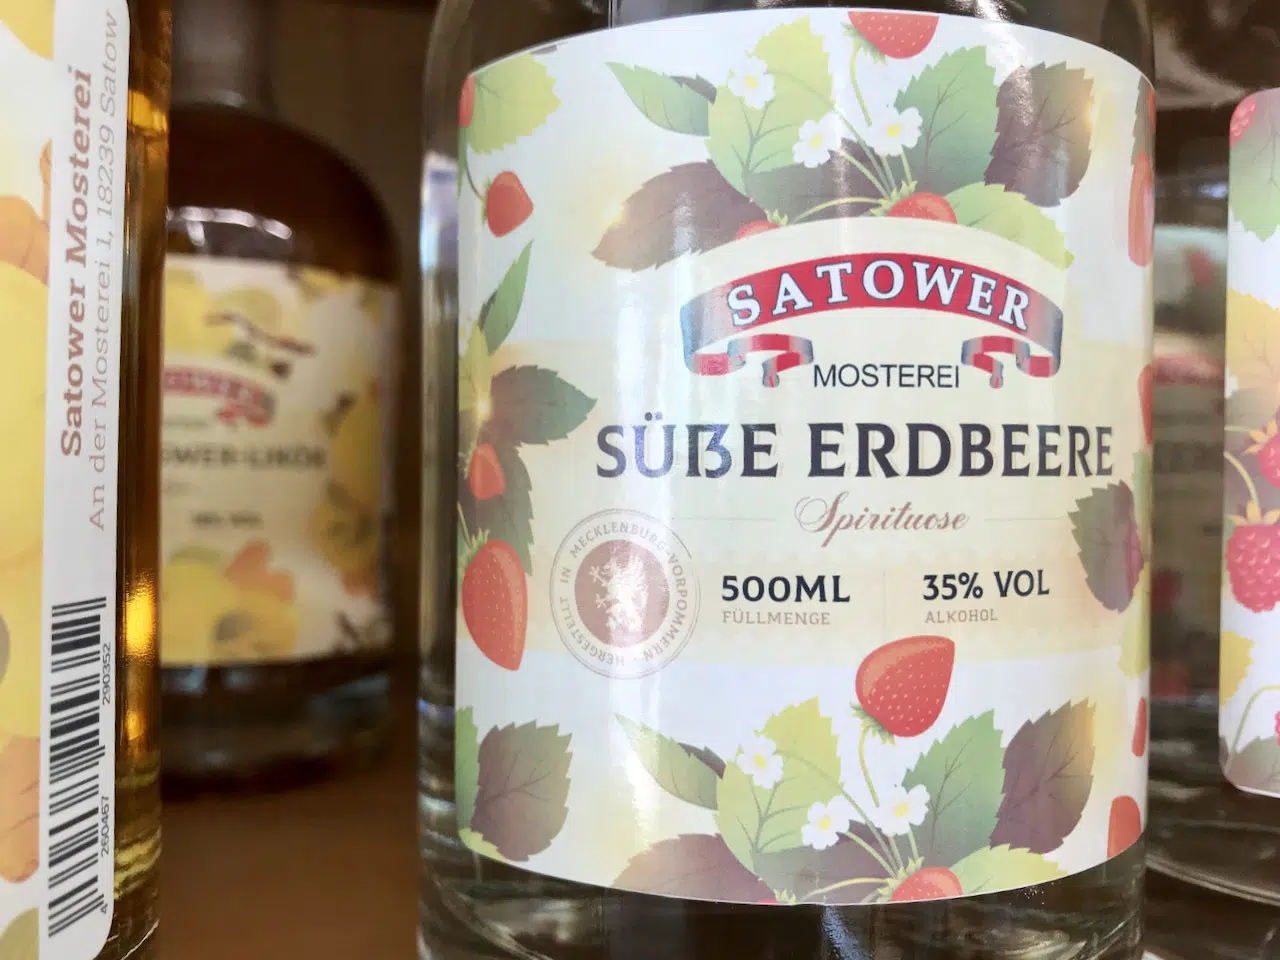 Satower Mosterei
An der Mosterei 1, 18239 Satow
4 260467 290352
SATOWER
MOSTEREI
SÜßE ERDBEERE
Spirituose
HERGESTELLT IN MECKLENBURG-VORPOMMERN
500ML
FÜLLMENGE
35% VOL
ALKOHOL